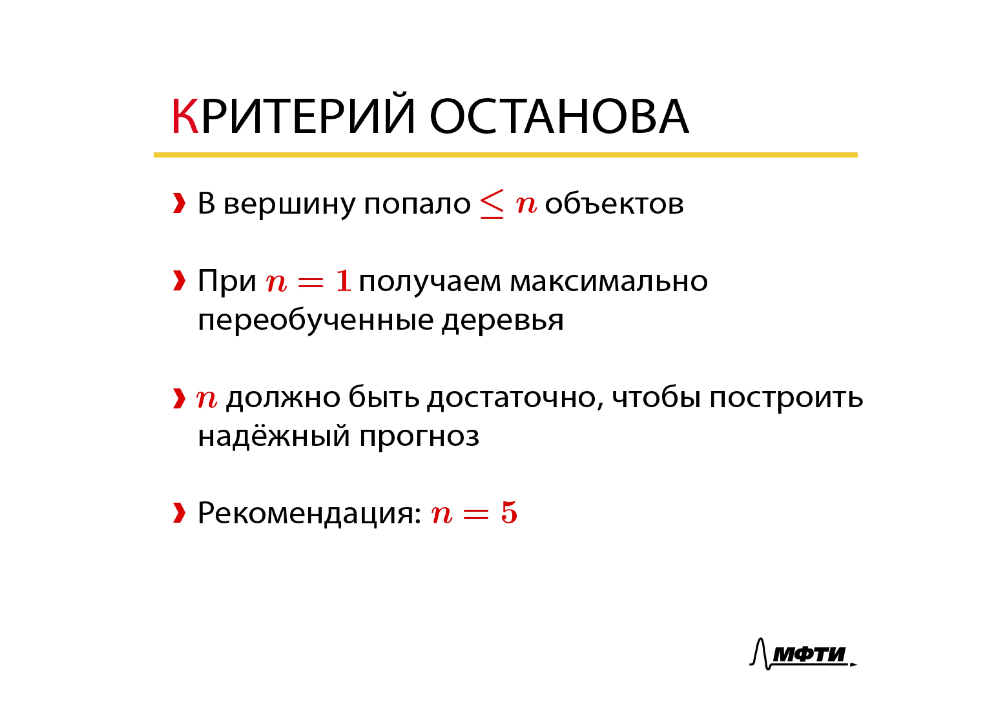 КРИТЕРИЙ ОСТАНОВА
В вершину попало ≤ n объектов
При n = 1 получаем максимально
переобученные деревья
n должно быть достаточно, чтобы построить
надёжный прогноз
Рекомендация: n = 5
МФТИ